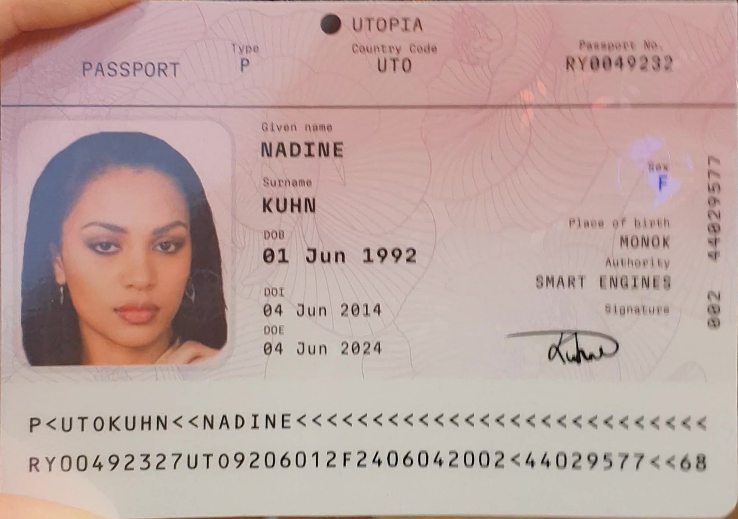 UTOPIA
PASSPORT
Type
P
Country Code
UTO
Passport No.
RY0049232
Given name
NADINE
Surname
KUHN
DOB
01 Jun 1992
DOI
04 Jun 2014
DOE
04 Jun 2024
Sex
F
Place of birth
MONOK
Authority
SMART ENGINES
Signature
Kuhn
002 44029577
P<UTOKUHN<<NADINE<<<<<<<<<<<<<<<<<<<<<<<<<<<
RY00492327UTO9206012F2406042002<44029577<<68